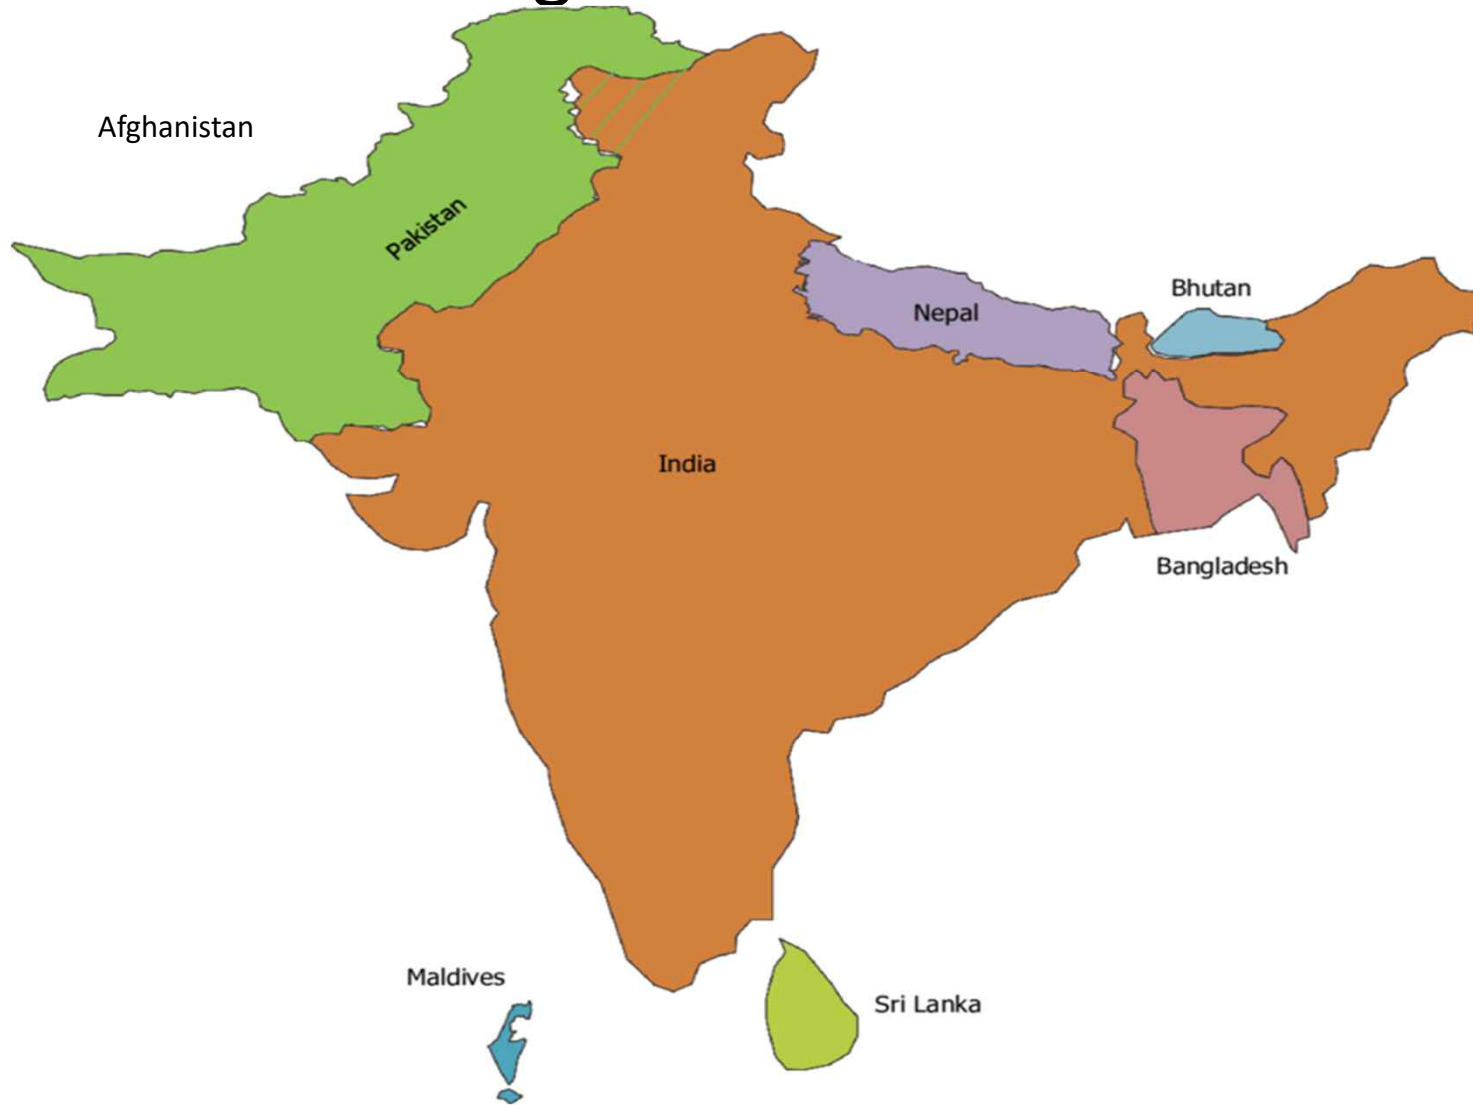 Afghanistan
Pakistan
Bhutan
Nepal
India
Bangladesh
Maldives
Sri Lanka